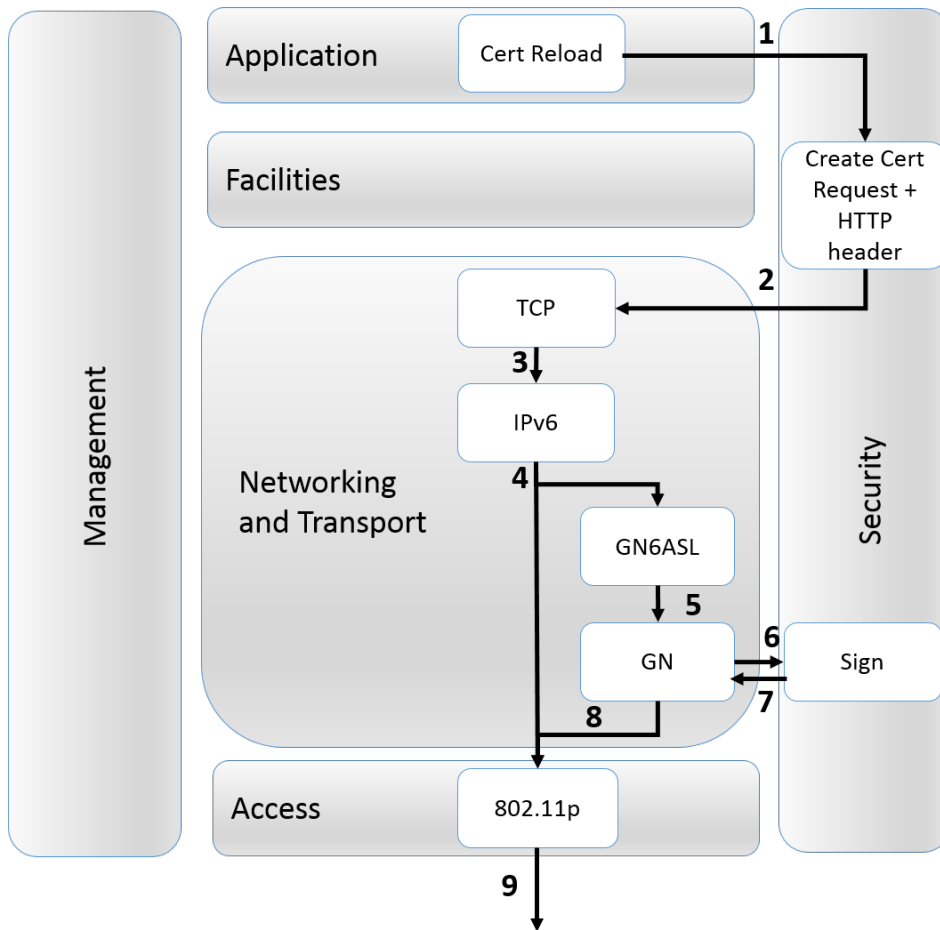 Application
Cert Reload
1
Facilities
Create Cert
Request +
HTTP
header
2
TCP
3
IPv6
4
Management
Networking
and Transport
Security
GN6ASL
5
GN
6
Sign
7
8
Access
802.11p
9